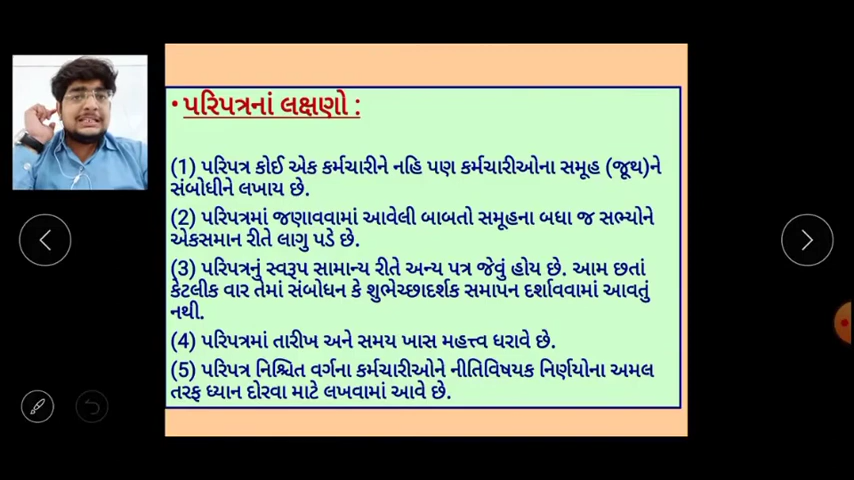 • પરિપત્રનાં લક્ષણો :
(1) પરિપત્ર કોઈ એક કર્મચારીને નહિ પણ કર્મચારીઓના સમૂહ (જૂથ)ને
સંબોધીને લખાય છે.
(2) પરિપત્રમાં જણાવવામાં આવેલી બાબતો સમૂહના બધા જ સભ્યોને
એકસમાન રીતે લાગુ પડે છે.
(3) પરિપત્રનું સ્વરૂપ સામાન્ય રીતે અન્ય પત્ર જેવું હોય છે. આમ છતાં
કેટલીક વાર તેમાં સંબોધન કે શુભેચ્છાદર્શક સમાપન દર્શાવવામાં આવતું
નથી.
(4) પરિપત્રમાં તારીખ અને સમય ખાસ મહત્ત્વ ધરાવે છે.
(5) પરિપત્ર નિશ્ચિત વર્ગના કર્મચારીઓને નીતિવિષયક નિર્ણયોના અમલ
તરફ ધ્યાન દોરવા માટે લખવામાં આવે છે.